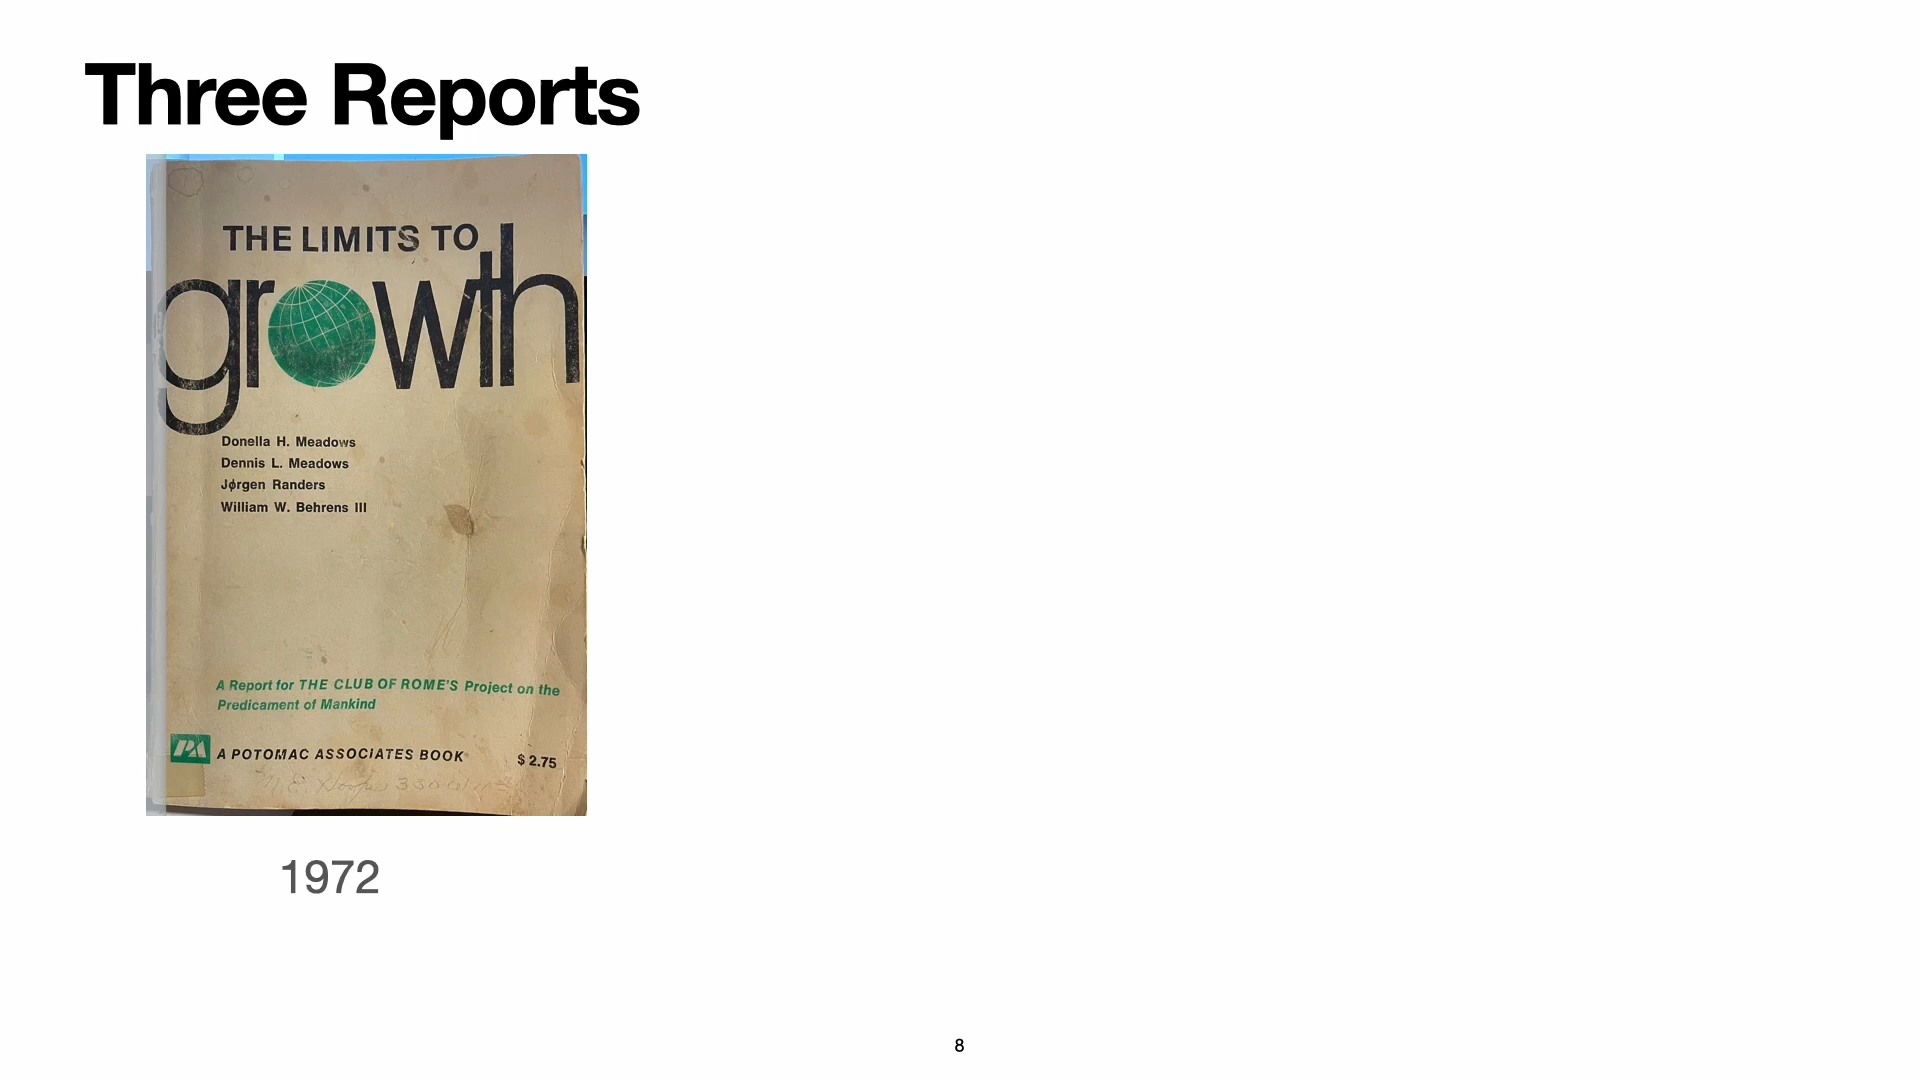 Three Reports
THE LIMITS TO
growth
Donella H. Meadows
Dennis L. Meadows
Jørgen Randers
William W. Behrens III
A Report for THE CLUB OF ROME'S Project on the
Predicament of Mankind
PA
A POTOMAC ASSOCIATES BOOK
$2.75
1972
8